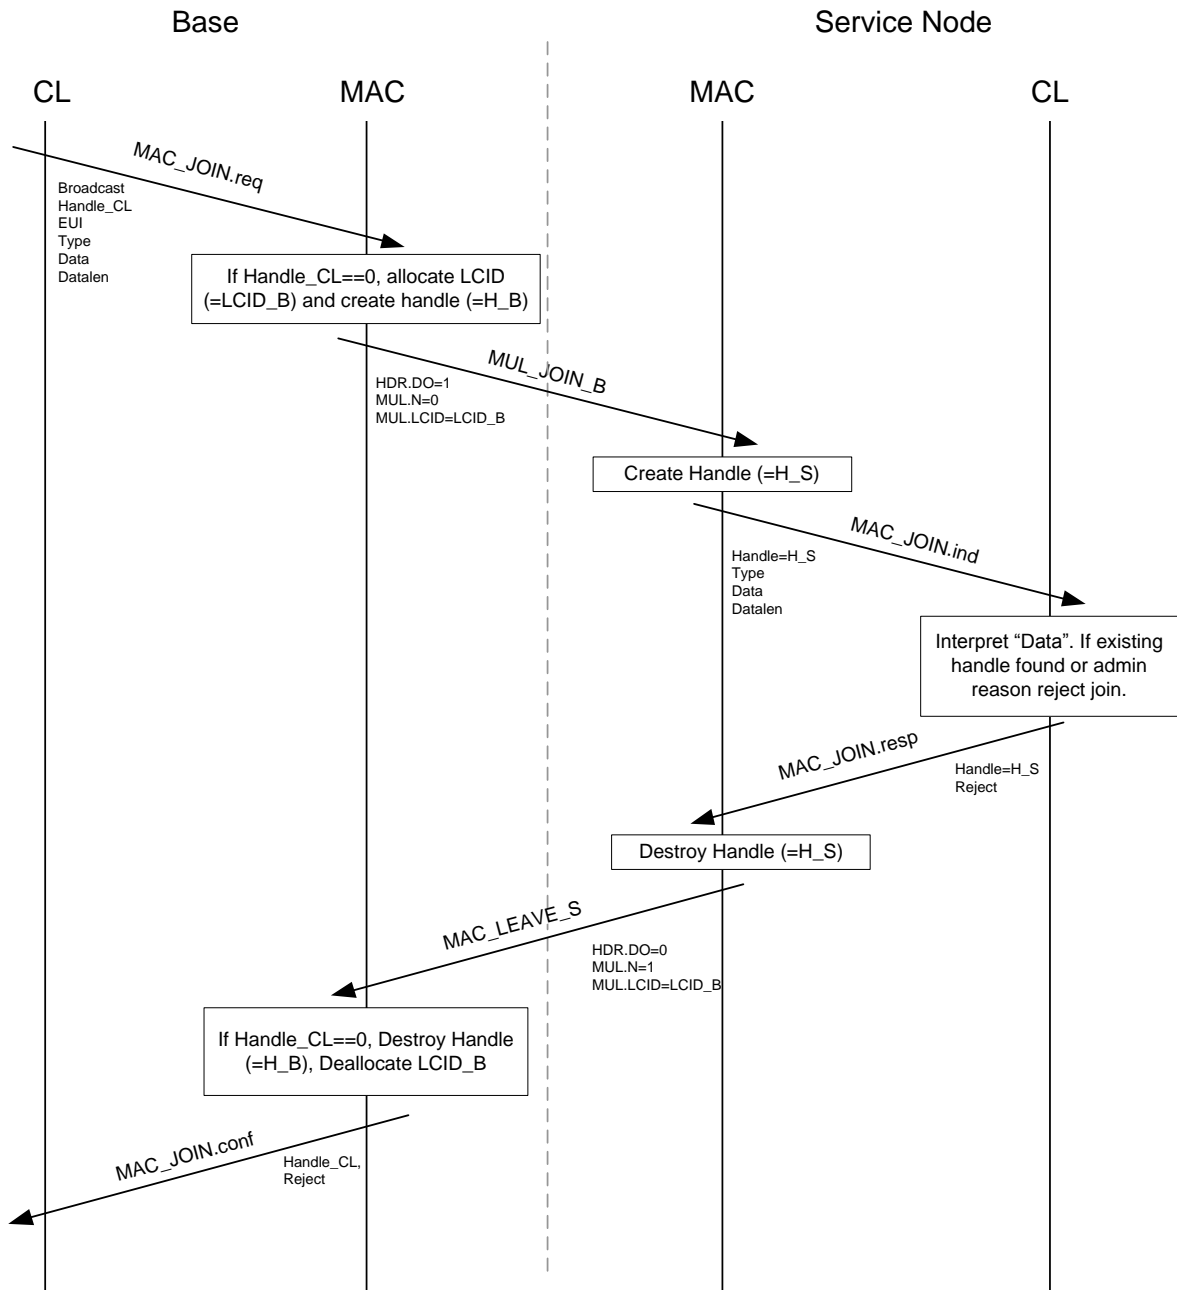 Base
Service Node
CL
MAC
MAC
CL
MAC_JOIN.req
Broadcast
Handle_CL
EUI
Type
Data
Datalen
If Handle_CL==0, allocate LCID
(=LCID_B) and create handle (=H_B)
MUL_JOIN_B
HDR.DO=1
MUL.N=0
MUL.LCID=LCID_B
Create Handle (=H_S)
MAC_JOIN.ind
Handle=H_S
Type
Data
Datalen
Interpret “Data”. If existing
handle found or admin
reason reject join.
MAC_JOIN.resp
Handle=H_S
Reject
Destroy Handle (=H_S)
MAC_LEAVE_S
HDR.DO=0
MUL.N=1
MUL.LCID=LCID_B
If Handle_CL==0, Destroy Handle
(=H_B), Deallocate LCID_B
MAC_JOIN.conf
Handle_CL,
Reject